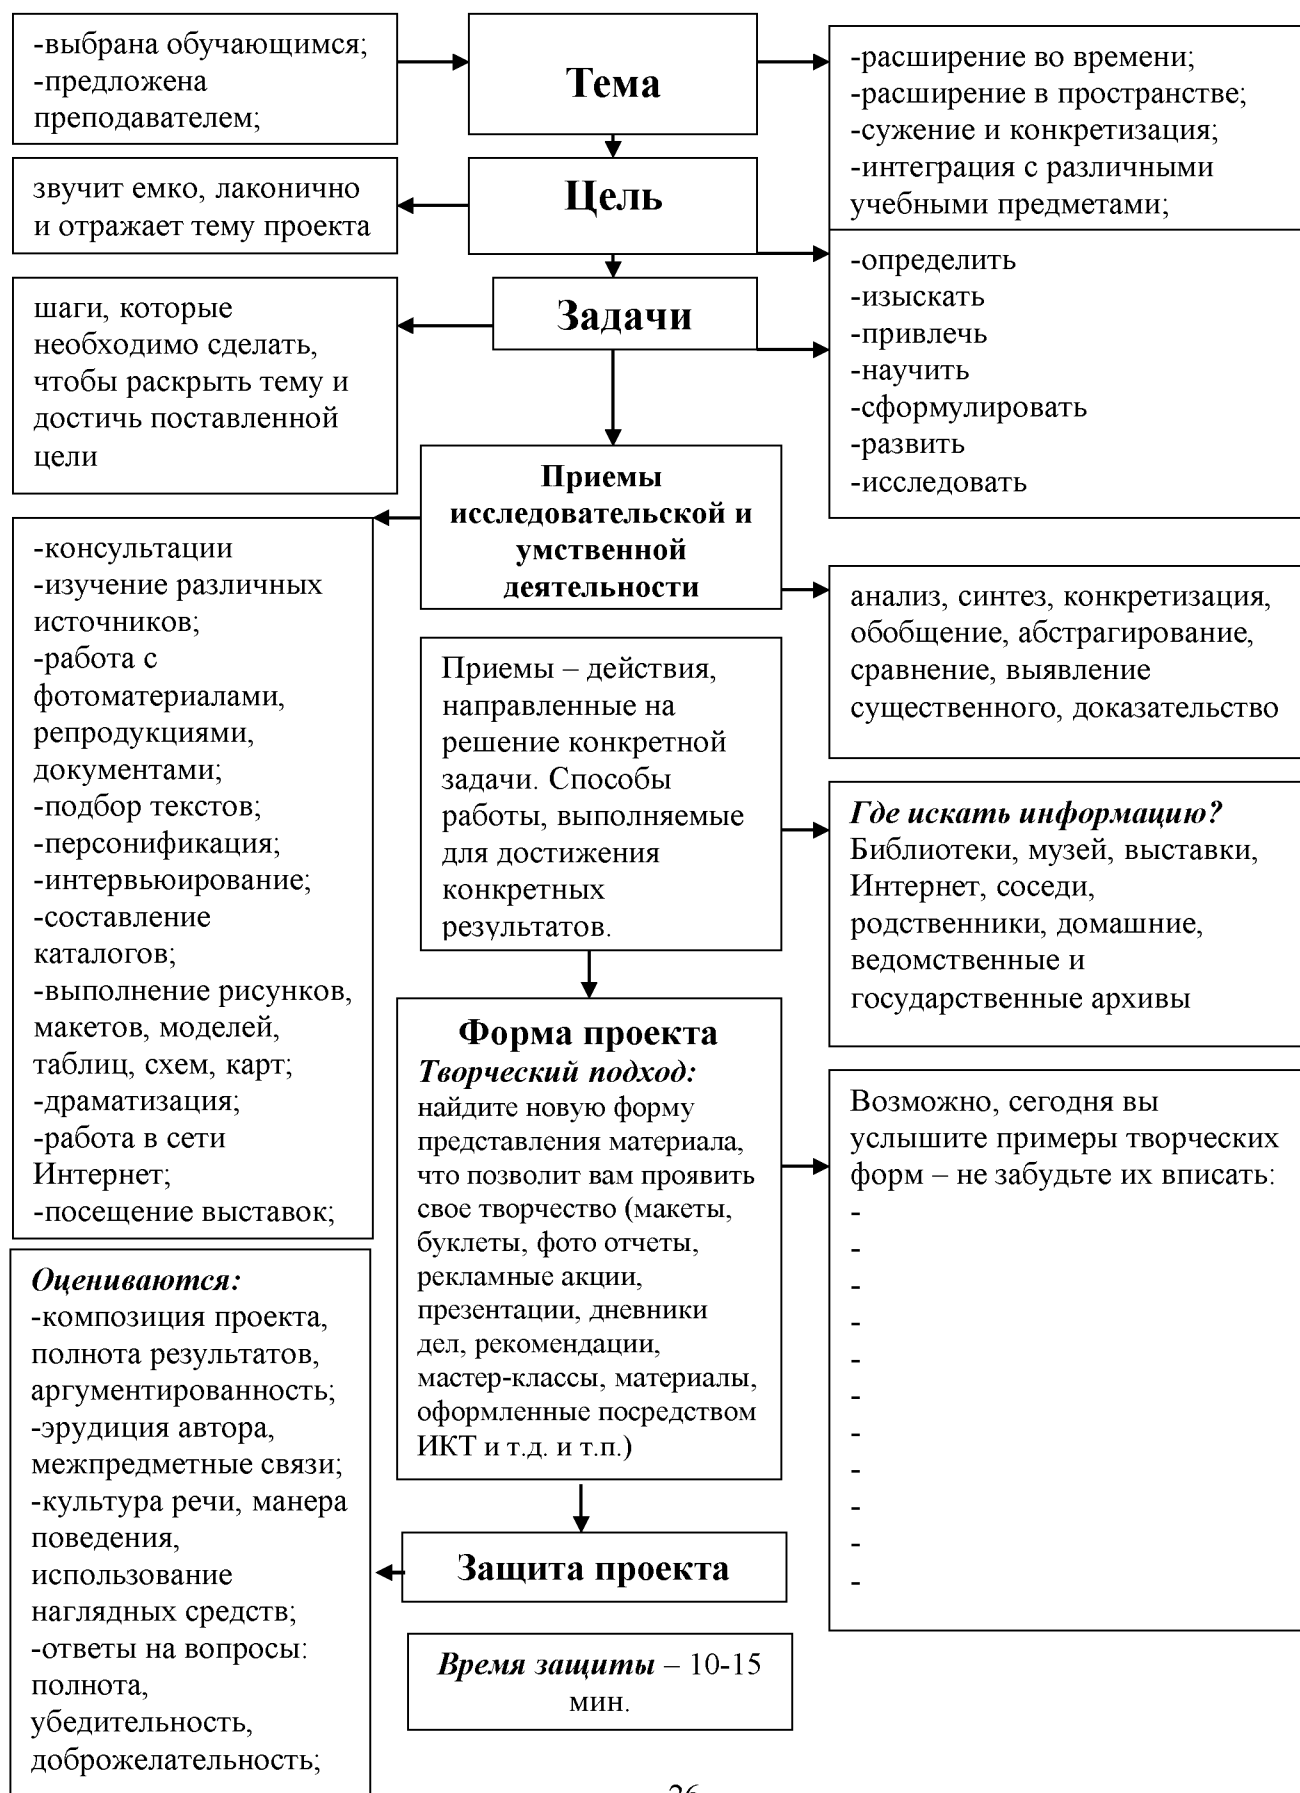 -выбрана обучающимся;
-предложена
преподавателем;
Тема
-расширение во времени;
-расширение в пространстве;
-сужение и конкретизация;
-интеграция с различными
учебными предметами;
звучит емко, лаконично
и отражает тему проекта
Цель
-определить
-изыскать
-привлечь
-научить
-сформулировать
-развить
-исследовать
шаги, которые
необходимо сделать,
чтобы раскрыть тему и
достичь поставленной
цели
Задачи
Приемы
исследовательской и
умственной
деятельности
-консультации
-изучение различных
источников;
-работа с
фотоматериалами,
репродукциями,
документами;
-подбор текстов;
-персонификация;
-интервьюирование;
-составление
каталогов;
-выполнение рисунков,
макетов, моделей,
таблиц, схем, карт;
-драматизация;
-работа в сети
Интернет;
-посещение выставок;
анализ, синтез, конкретизация,
обобщение, абстрагирование,
сравнение, выявление
существенного, доказательство
Приемы – действия,
направленные на
решение конкретной
задачи. Способы
работы, выполняемые
для достижения
конкретных
результатов.
Где искать информацию?
Библиотеки, музей, выставки,
Интернет, соседи,
родственники, домашние,
ведомственные и
государственные архивы
Форма проекта
Творческий подход:
найдите новую форму
представления материала,
что позволит вам проявить
свое творчество (макеты,
буклеты, фото отчеты,
рекламные акции,
презентации, дневники
дел, рекомендации,
мастер-классы, материалы,
оформленные посредством
ИКТ и т.д. и т.п.)
Возможно, сегодня вы
услышите примеры творческих
форм – не забудьте их вписать:
-
-
-
-
-
-
-
-
-
-
-
Оцениваются:
-композиция проекта,
полнота результатов,
аргументированность;
-эрудиция автора,
межпредметные связи;
-культура речи, манера
поведения,
использование
наглядных средств;
-ответы на вопросы:
полнота,
убедительность,
доброжелательность;
Защита проекта
Время защиты – 10-15
мин.